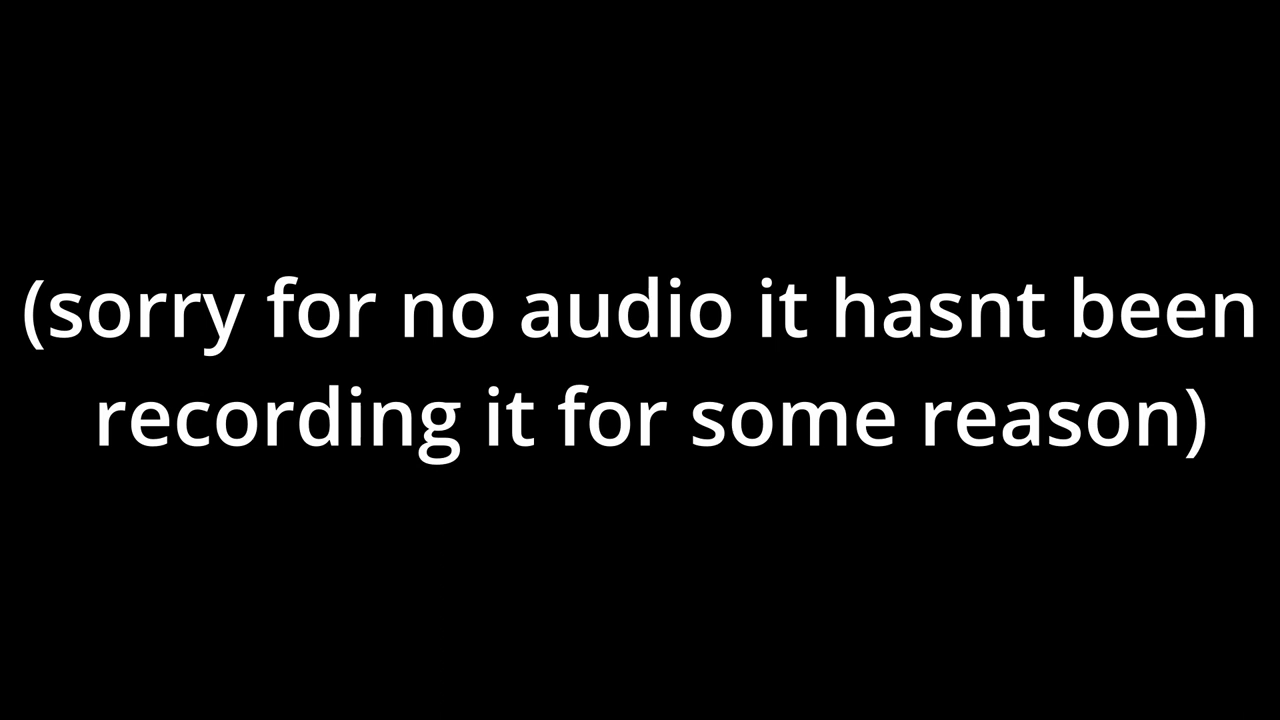 (sorry for no audio it hasnt been
recording it for some reason)